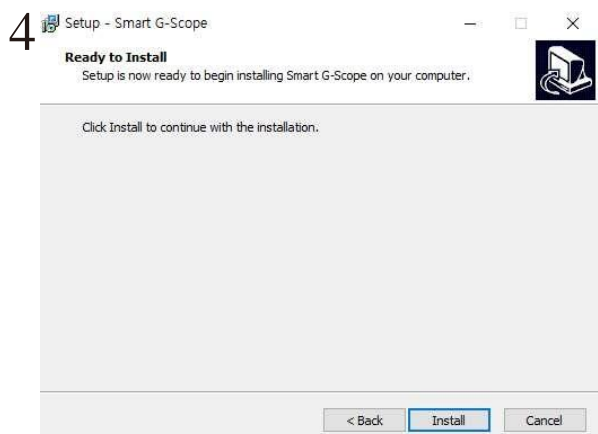 4
Setup - Smart G-Scope
Ready to Install
Setup is now ready to begin installing Smart G-Scope on your computer.
Click Install to continue with the installation.
< Back Install Cancel